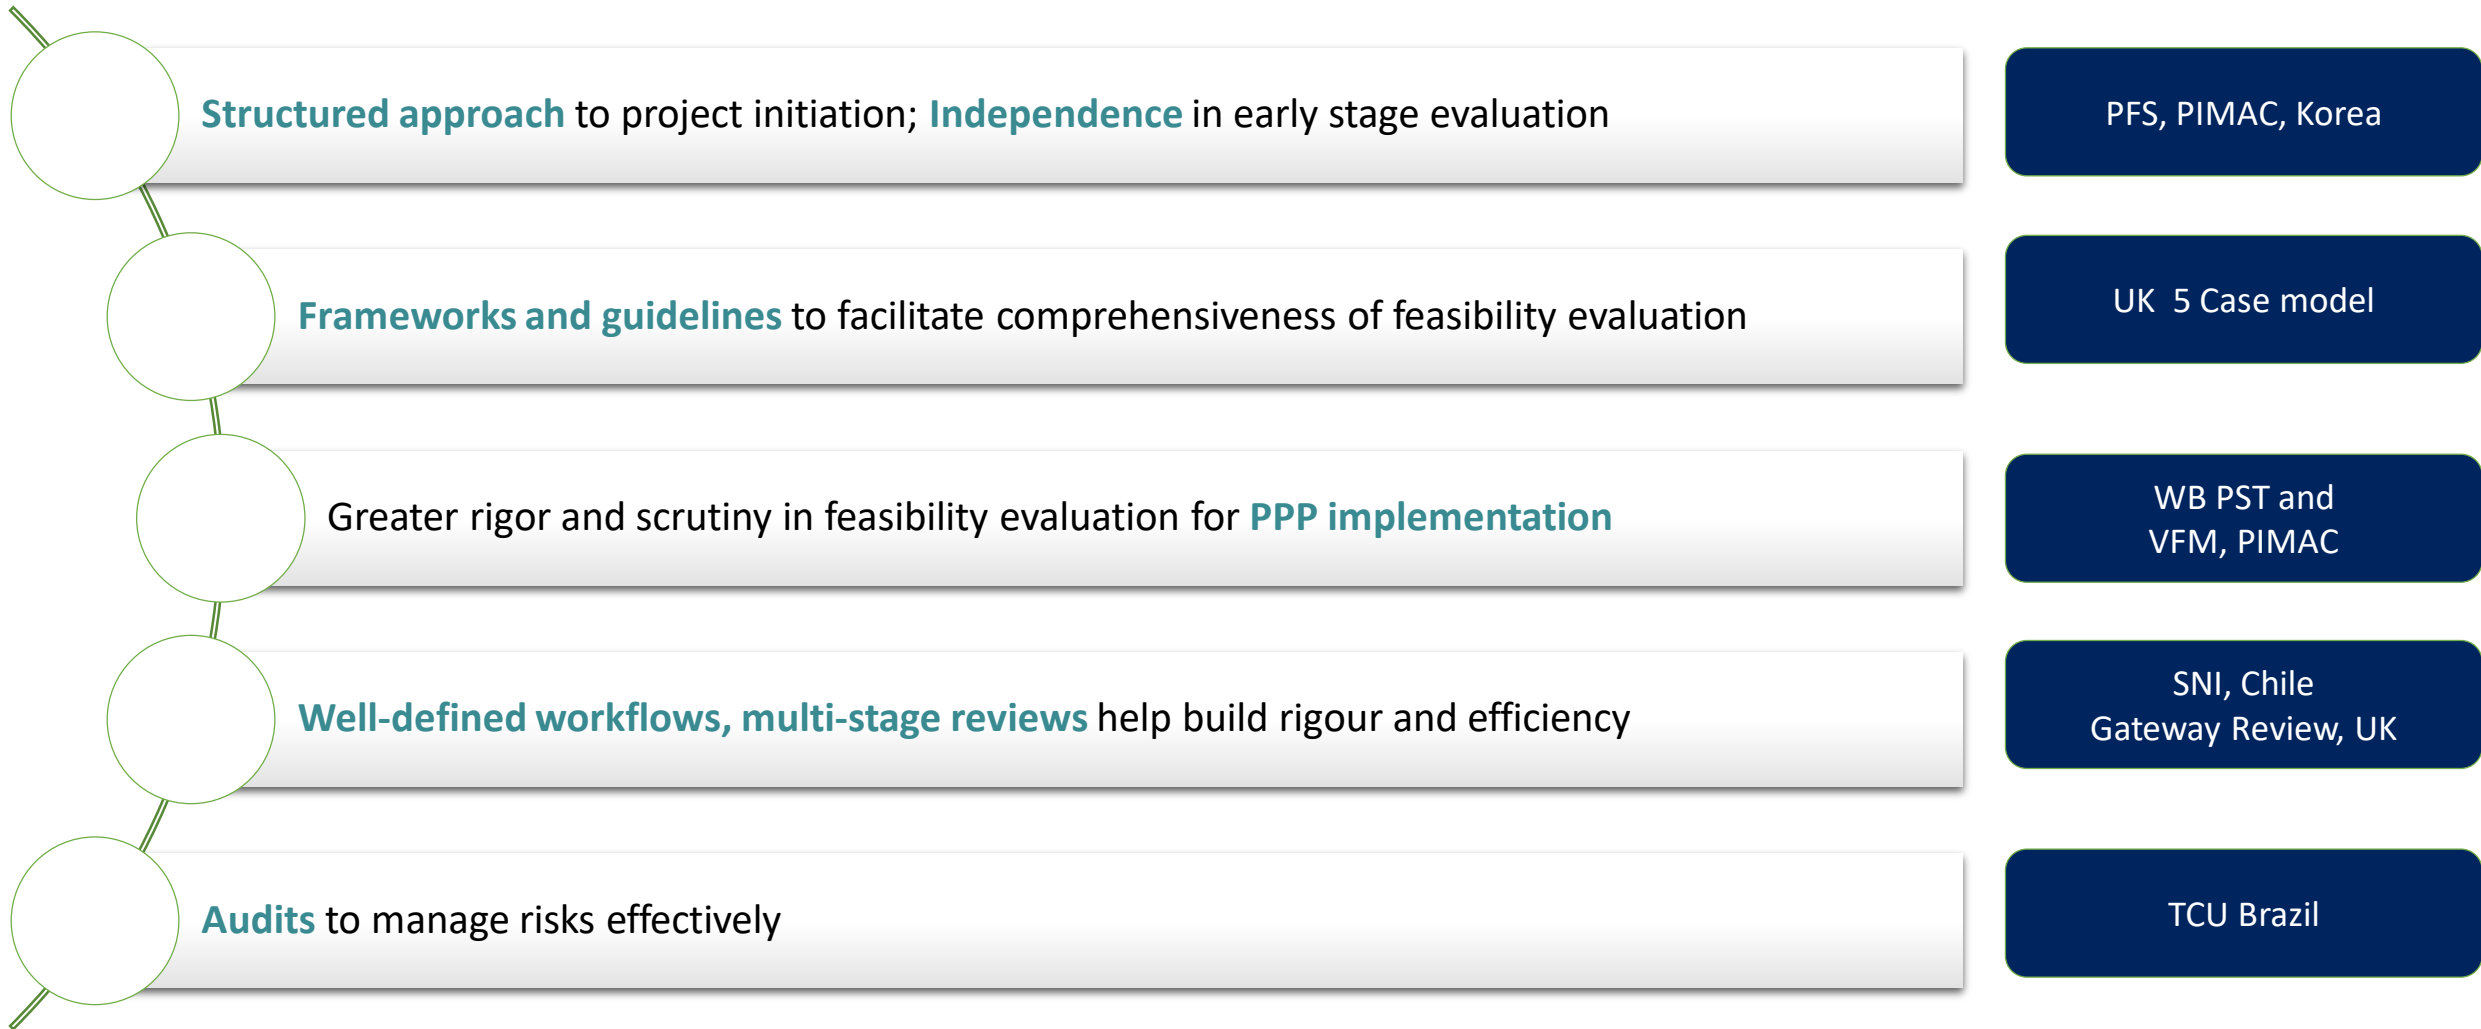 Structured approach to project initiation; Independence in early stage evaluation
PFS, PIMAC, Korea
Frameworks and guidelines to facilitate comprehensiveness of feasibility evaluation
UK 5 Case model
Greater rigor and scrutiny in feasibility evaluation for PPP implementation
WB PST and
VFM, PIMAC
Well-defined workflows, multi-stage reviews help build rigour and efficiency
SNI, Chile
Gateway Review, UK
Audits to manage risks effectively
TCU Brazil